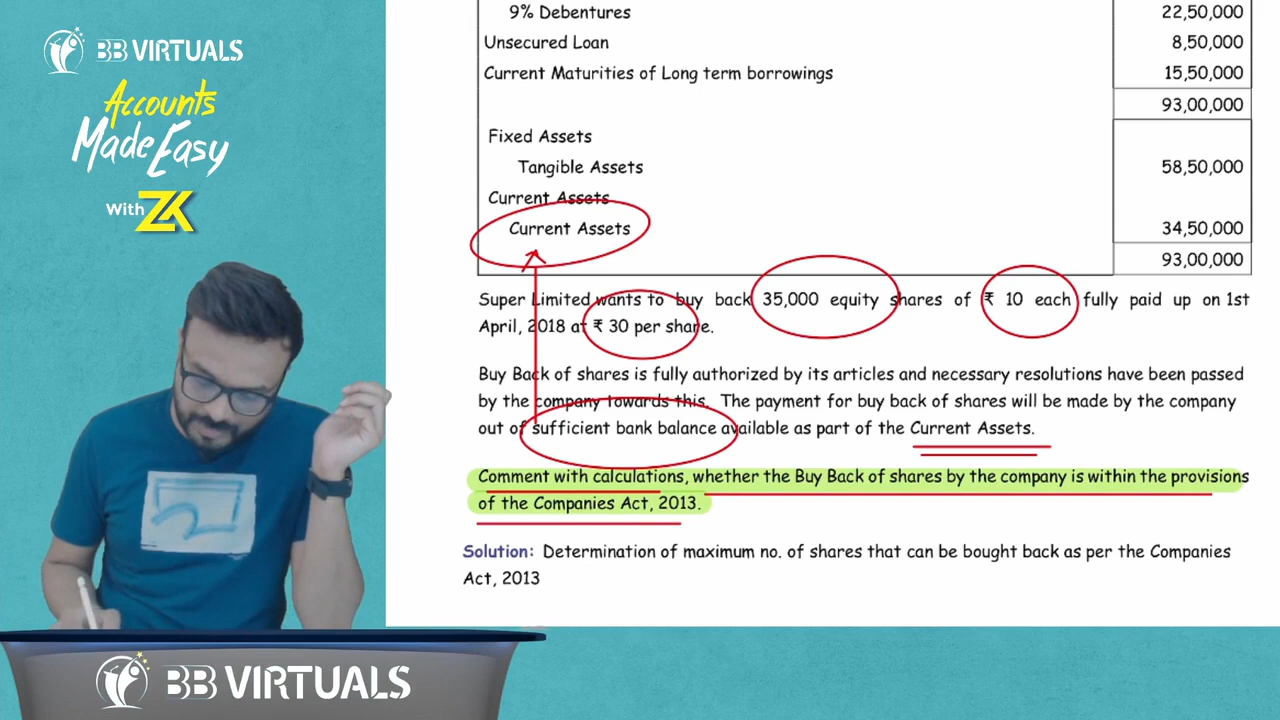 BB VIRTUALS
Accounts
Made Easy
With ZK
9% Debentures 22,50,000
Unsecured Loan 8,50,000
Current Maturities of Long term borrowings 15,50,000
93,00,000
Fixed Assets
Tangible Assets 58,50,000
Current Assets
Current Assets 34,50,000
93,00,000
Super Limited wants to buy back 35,000 equity shares of ₹ 10 each fully paid up on 1st
April, 2018 at ₹ 30 per share.
Buy Back of shares is fully authorized by its articles and necessary resolutions have been passed
by the company towards this. The payment for buy back of shares will be made by the company
out of sufficient bank balance available as part of the Current Assets.
Comment with calculations, whether the Buy Back of shares by the company is within the provisions
of the Companies Act, 2013.
Solution: Determination of maximum no. of shares that can be bought back as per the Companies
Act, 2013
BB VIRTUALS